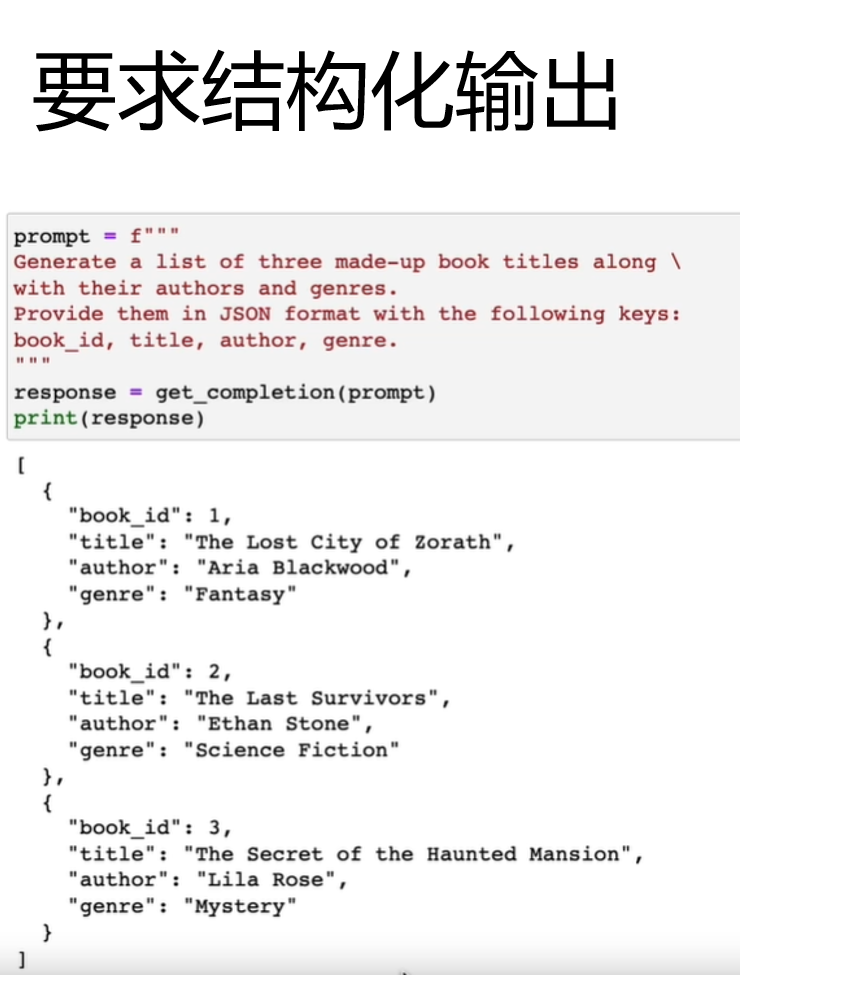 要求结构化输出
prompt = f"""
Generate a list of three made-up book titles along \
with their authors and genres.
Provide them in JSON format with the following keys:
book_id, title, author, genre.
"""
response = get_completion(prompt)
print(response)
[
  {
    "book_id": 1,
    "title": "The Lost City of Zorath",
    "author": "Aria Blackwood",
    "genre": "Fantasy"
  },
  {
    "book_id": 2,
    "title": "The Last Survivors",
    "author": "Ethan Stone",
    "genre": "Science Fiction"
  },
  {
    "book_id": 3,
    "title": "The Secret of the Haunted Mansion",
    "author": "Lila Rose",
    "genre": "Mystery"
  }
]